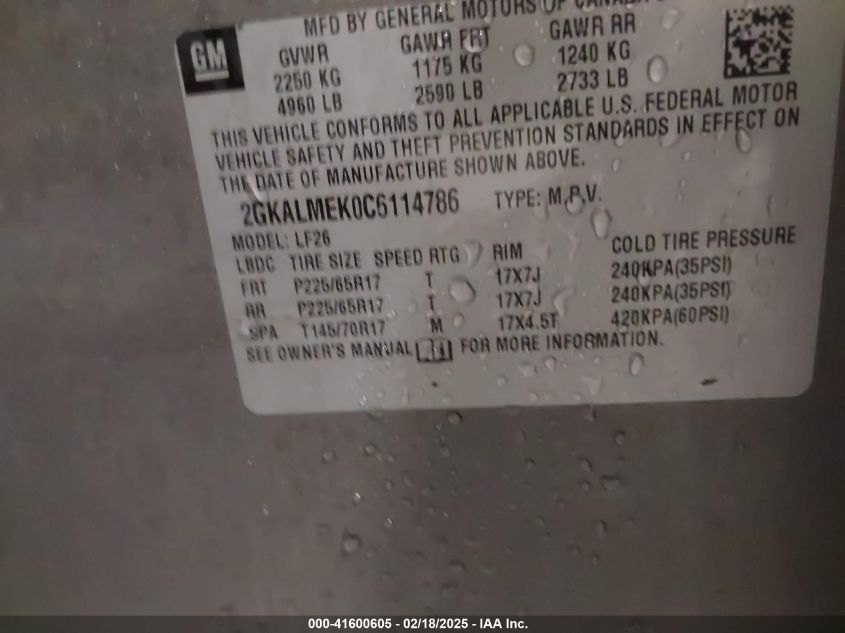 MFD BY GENERAL MOTORS OF CANADA
GM
GVWR GAWR FRT GAWR RR
2250 KG 1175 KG 1240 KG
4960 LB 2590 LB 2733 LB
THIS VEHICLE CONFORMS TO ALL APPLICABLE U.S. FEDERAL MOTOR
VEHICLE SAFETY AND THEFT PREVENTION STANDARDS IN EFFECT ON
THE DATE OF MANUFACTURE SHOWN ABOVE.
2GKALMEK0C6114786 TYPE: M.P.V.
MODEL: LF26
LBDC TIRE SIZE SPEED RTG RIM COLD TIRE PRESSURE
FRT P225/65R17 T 17X7J 240KPA(35PSI)
RR P225/65R17 T 17X7J 240KPA(35PSI)
SPA T145/70R17 M 17X4.5T 420KPA(60PSI)
SEE OWNER'S MANUAL FOR MORE INFORMATION.
000-41600605 - 02/18/2025 - IAA Inc.